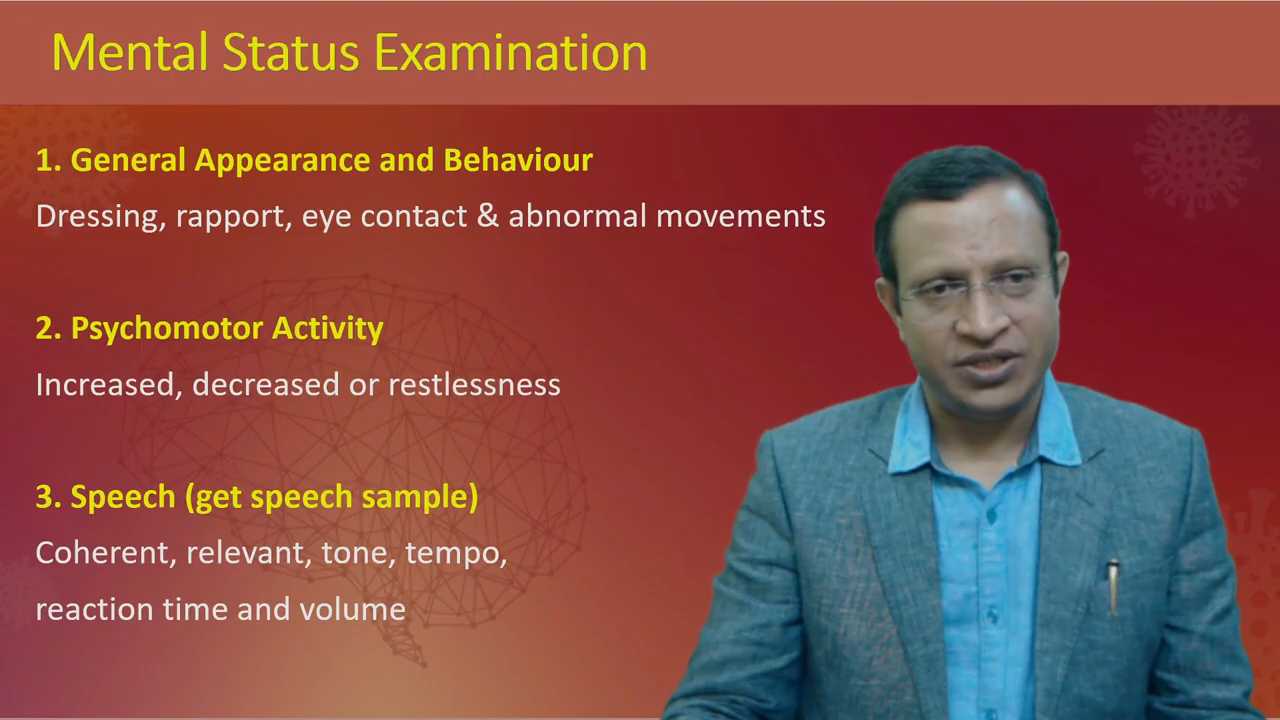 Mental Status Examination
1. General Appearance and Behaviour
Dressing, rapport, eye contact & abnormal movements
2. Psychomotor Activity
Increased, decreased or restlessness
3. Speech (get speech sample)
Coherent, relevant, tone, tempo,
reaction time and volume